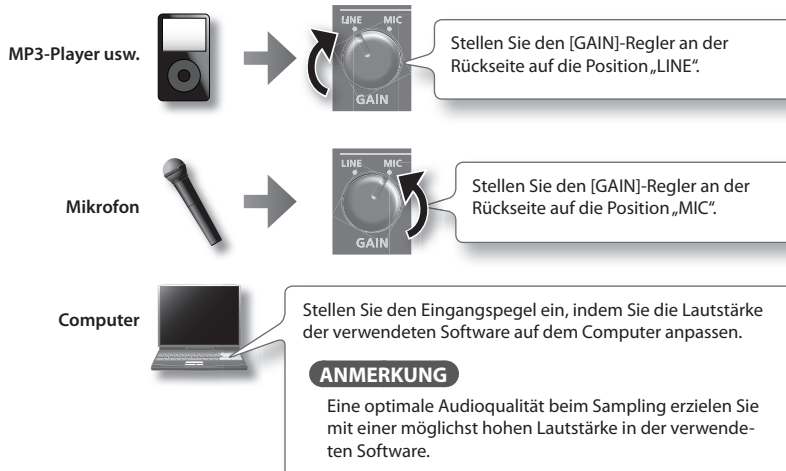 MP3-Player usw.
LINE MIC
GAIN
Stellen Sie den [GAIN]-Regler an der
Rückseite auf die Position „LINE“.
Mikrofon
LINE MIC
GAIN
Stellen Sie den [GAIN]-Regler an der
Rückseite auf die Position „MIC“.
Computer
Stellen Sie den Eingangspegel ein, indem Sie die Lautstärke
der verwendeten Software auf dem Computer anpassen.
ANMERKUNG
Eine optimale Audioqualität beim Sampling erzielen Sie
mit einer möglichst hohen Lautstärke in der verwende-
ten Software.